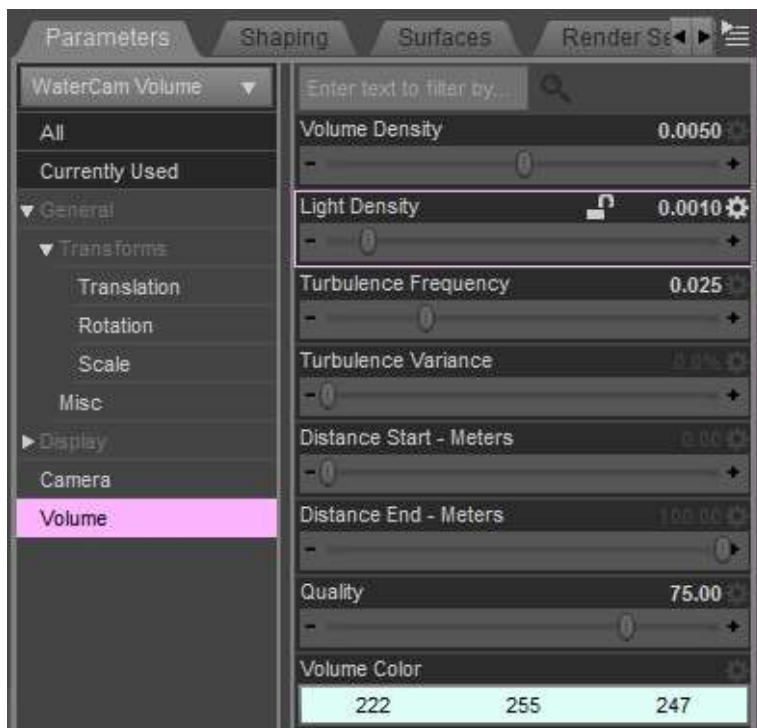 Parameters Shaping Surfaces Render Se
WaterCam Volume
Enter text to filter by...
All
Currently Used
General
Transforms
Translation
Rotation
Scale
Misc
Display
Camera
Volume
Volume Density 0.0050
- +
Light Density 0.0010
- +
Turbulence Frequency 0.025
- +
Turbulence Variance 0.0%
- +
Distance Start - Meters 0.00
- +
Distance End - Meters 100.00
-
Quality 75.00
- +
Volume Color
222 255 247